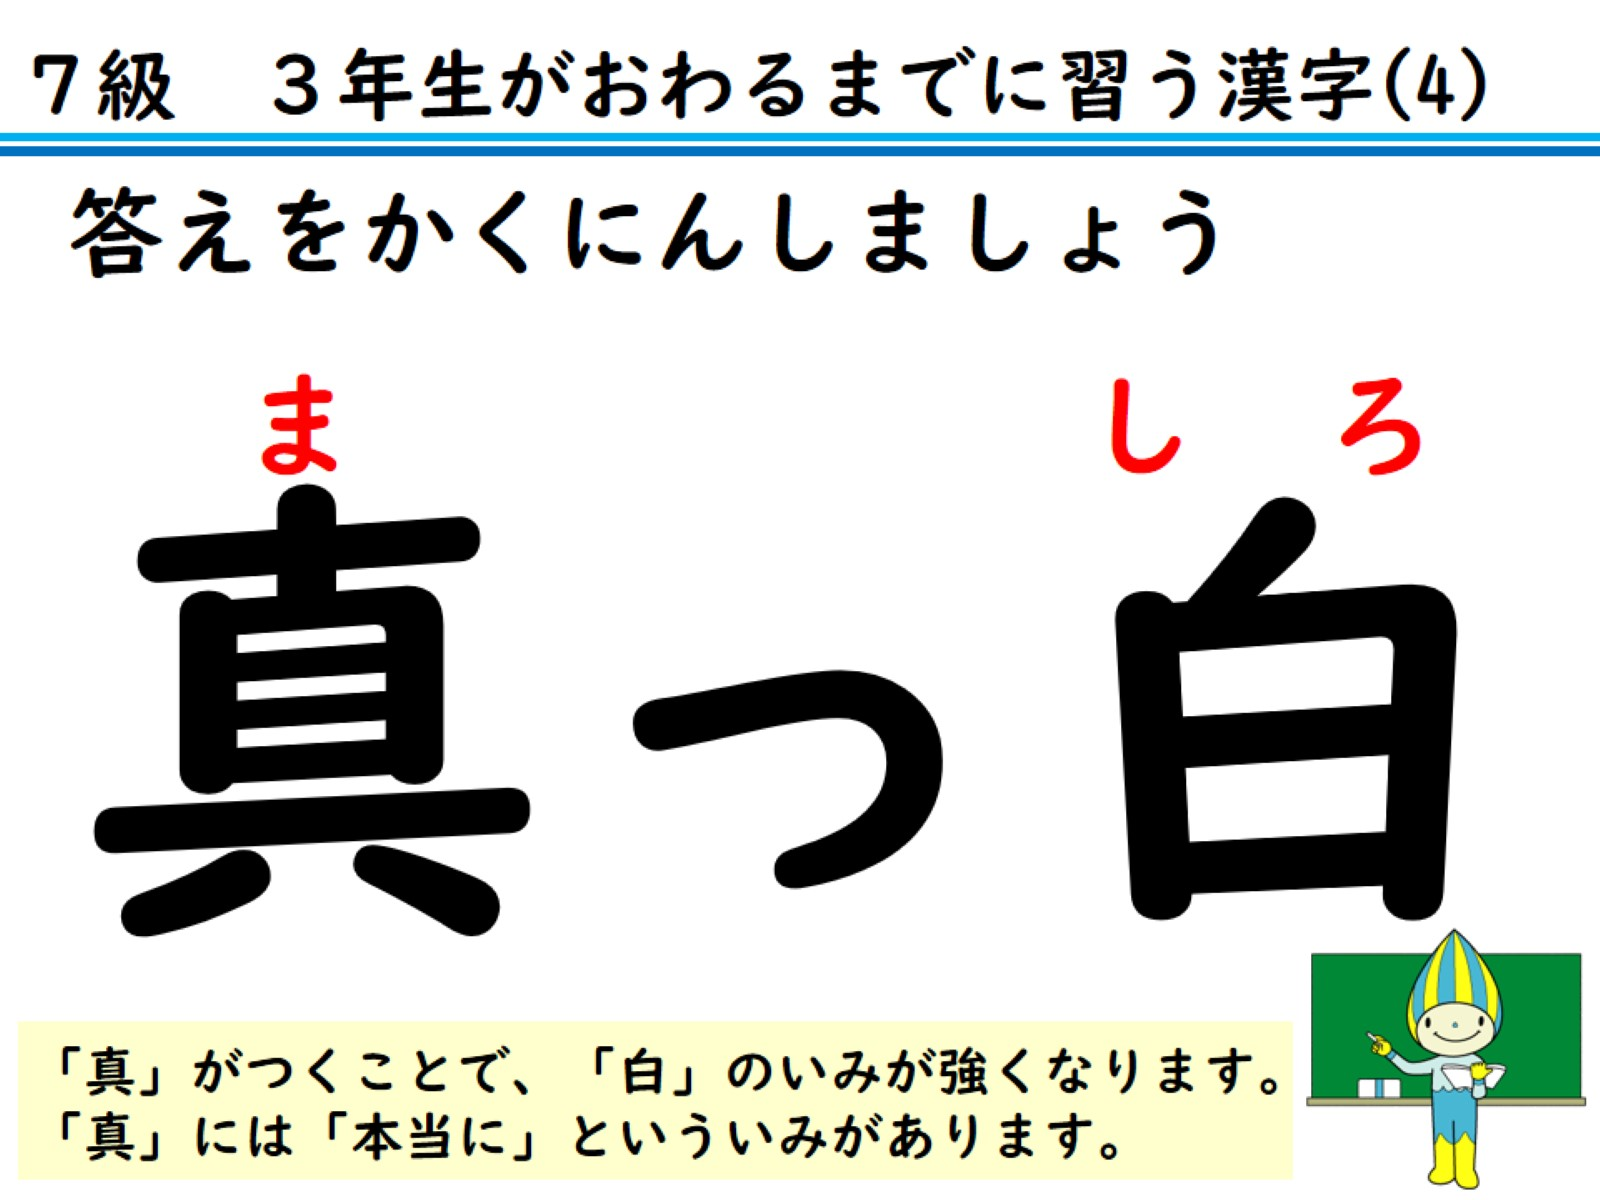 ７級　３年生がおわるまでに習う漢字(4)
答えをかくにんしましょう
ま　しろ
真っ白
「真」がつくことで、「白」のいみが強くなります。
「真」には「本当に」といういみがあります。